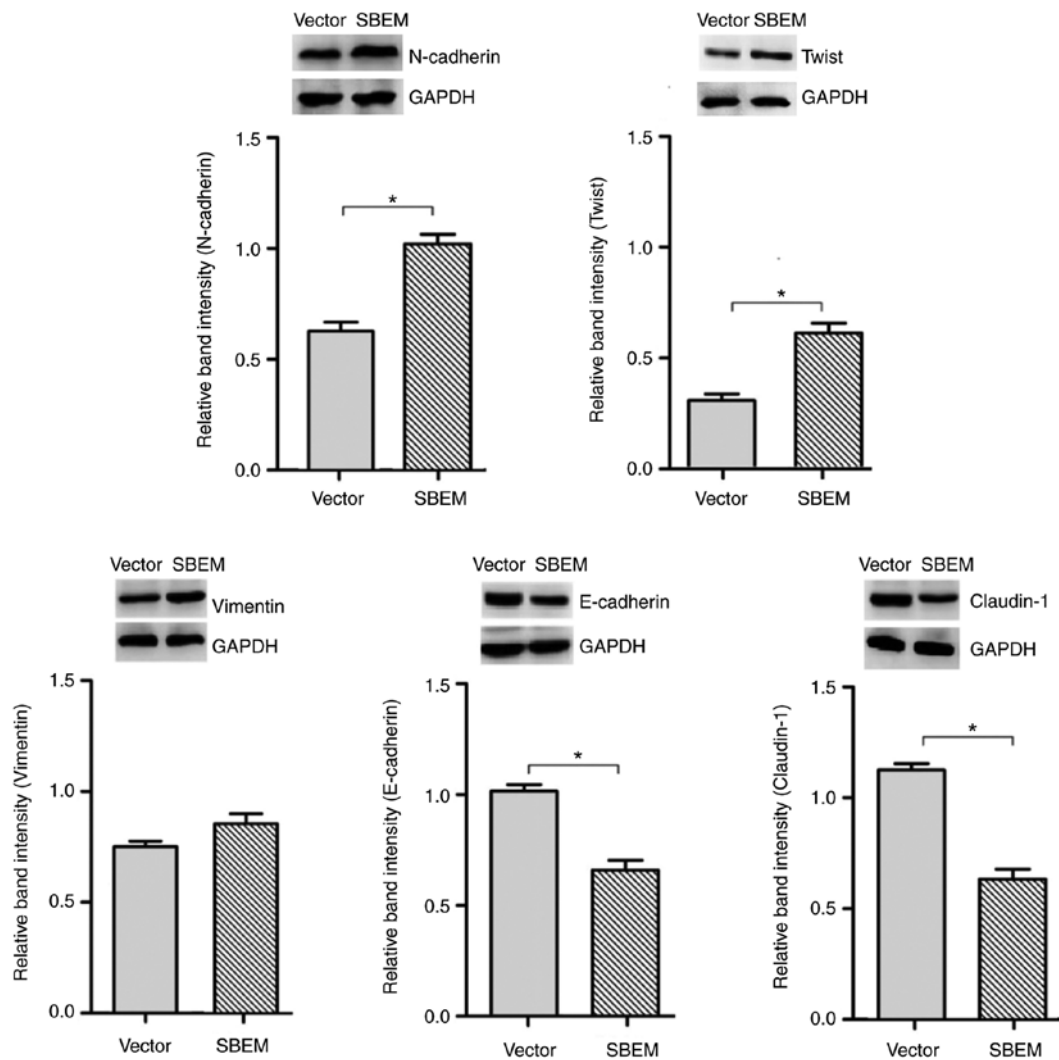 Vector SBEM
N-cadherin
GAPDH
Relative band intensity (N-cadherin)
1.5
1.0
0.5
0.0
*
Vector SBEM
Vector SBEM
Twist
GAPDH
Relative band intensity (Twist)
1.5
1.0
0.5
0.0
*
Vector SBEM
Vector SBEM
Vimentin
GAPDH
Relative band intensity (Vimentin)
1.5
1.0
0.5
0.0
Vector SBEM
Vector SBEM
E-cadherin
GAPDH
Relative band intensity (E-cadherin)
1.5
1.0
0.5
0.0
*
Vector SBEM
Vector SBEM
Claudin-1
GAPDH
Relative band intensity (Claudin-1)
1.5
1.0
0.5
0.0
*
Vector SBEM